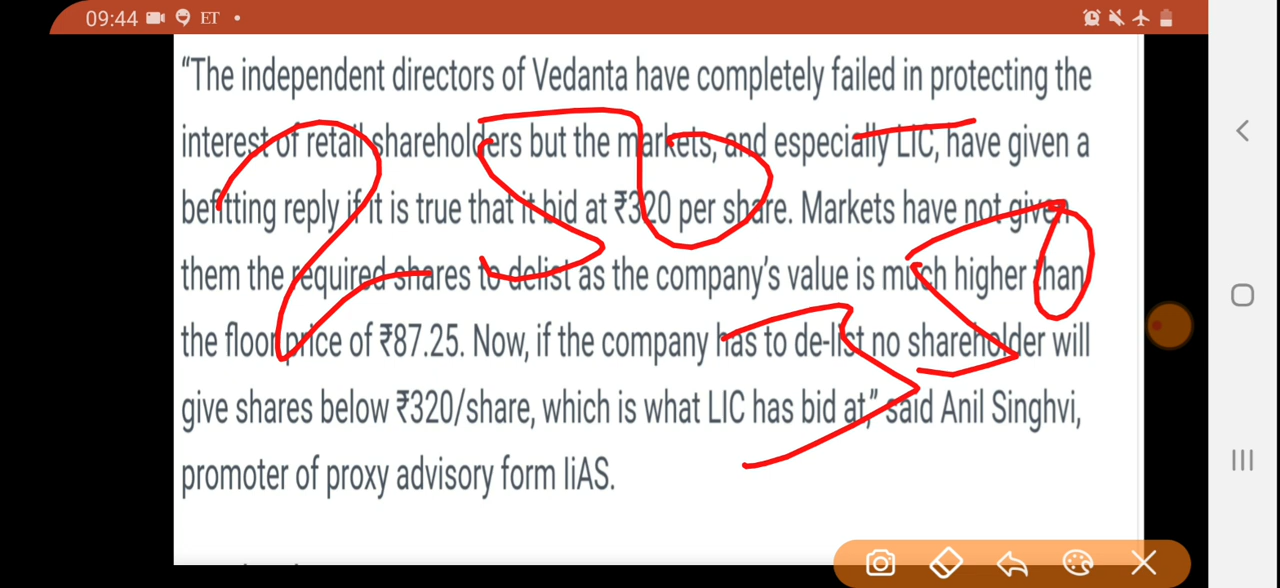 09:44 ET
“The independent directors of Vedanta have completely failed in protecting the
interest of retail shareholders but the markets, and especially LIC, have given a
befitting reply if it is true that it bid at ₹320 per share. Markets have not given
them the required shares to delist as the company’s value is much higher than
the floor price of ₹87.25. Now, if the company has to de-list no shareholder will
give shares below ₹320/share, which is what LIC has bid at,” said Anil Singhvi,
promoter of proxy advisory form IiAS.
250
350